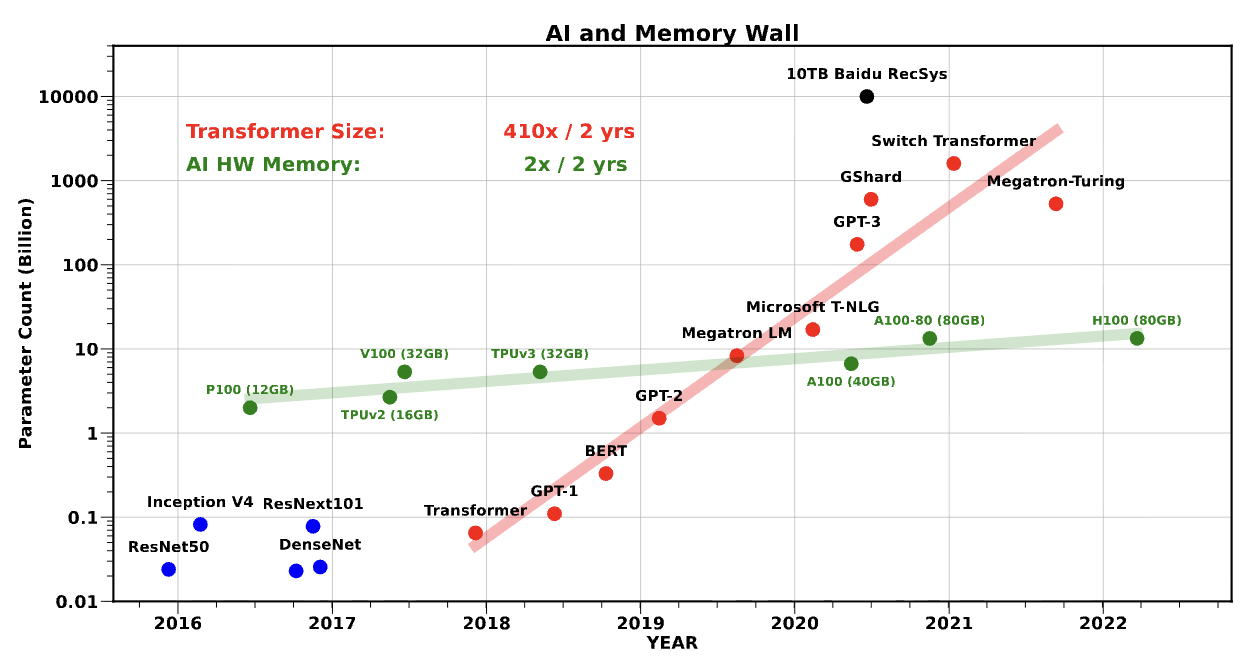 AI and Memory Wall
10TB Baidu RecSys
10000
Transformer Size: 410x / 2 yrs
Switch Transformer
AI HW Memory: 2x / 2 yrs
GShard
1000
Megatron-Turing
GPT-3
100
Microsoft T-NLG
A100-80 (80GB)
H100 (80GB)
Megatron LM
10
V100 (32GB)
TPUv3 (32GB)
A100 (40GB)
P100 (12GB)
GPT-2
TPUv2 (16GB)
1
BERT
GPT-1
Inception V4
ResNext101
Transformer
0.1
ResNet50
DenseNet
0.01
Parameter Count (Billion)
2016 2017 2018 2019 2020 2021 2022
YEAR